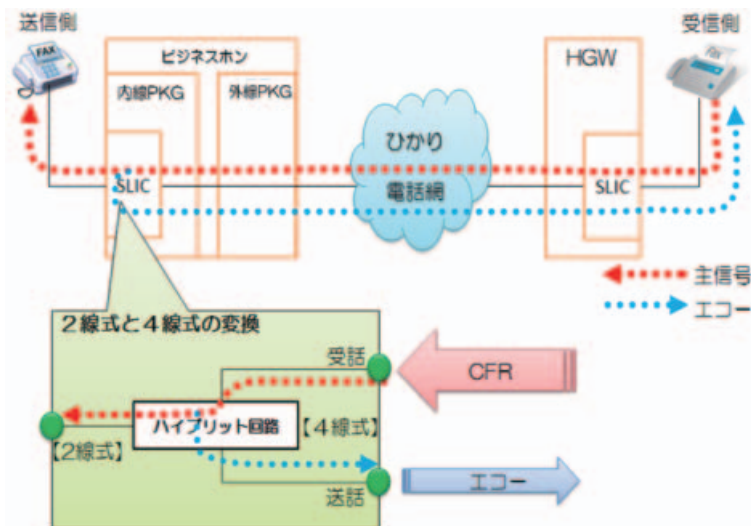 送信側
受信側
FAX
FAX
ビジネスホン
内線PKG
外線PKG
HGW
ひかり
電話網
SLIC
SLIC
主信号
エコー
2線式と4線式の変換
受話
CFR
ハイブリット回路
【4線式】
【2線式】
送話
エコー